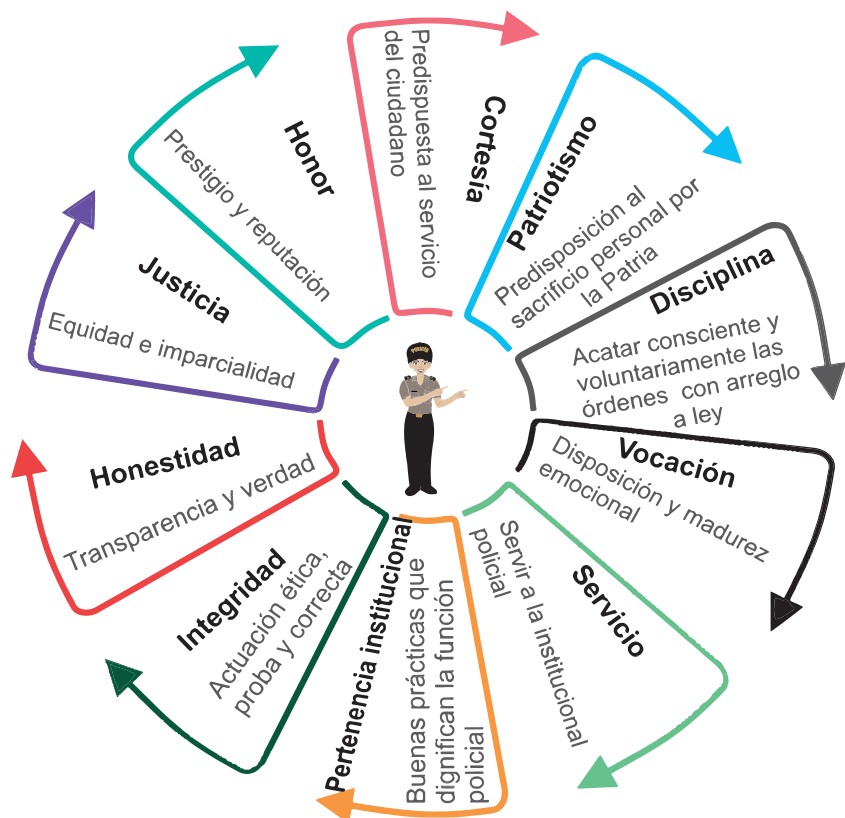 Cortesía
Predispuesta al servicio
del ciudadano
Patriotismo
Predisposición al
sacrificio personal por
la Patria
Disciplina
Acatar consciente y
voluntariamente las
órdenes con arreglo
a ley
Vocación
Disposición y madurez
emocional
Servicio
Servir a la institucional
policial
Pertenencia institucional
Buenas prácticas que
dignifican la función
policial
Integridad
Actuación ética,
proba y correcta
Honestidad
Transparencia y verdad
Justicia
Equidad e imparcialidad
Honor
Prestigio y reputación